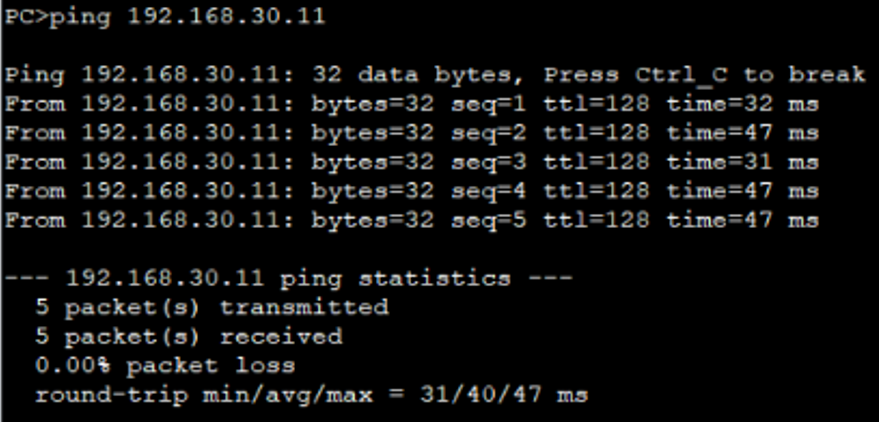 PC>ping 192.168.30.11
Ping 192.168.30.11: 32 data bytes, Press Ctrl_C to break
From 192.168.30.11: bytes=32 seq=1 ttl=128 time=32 ms
From 192.168.30.11: bytes=32 seq=2 ttl=128 time=47 ms
From 192.168.30.11: bytes=32 seq=3 ttl=128 time=31 ms
From 192.168.30.11: bytes=32 seq=4 ttl=128 time=47 ms
From 192.168.30.11: bytes=32 seq=5 ttl=128 time=47 ms
--- 192.168.30.11 ping statistics ---
5 packet(s) transmitted
5 packet(s) received
0.00% packet loss
round-trip min/avg/max = 31/40/47 ms